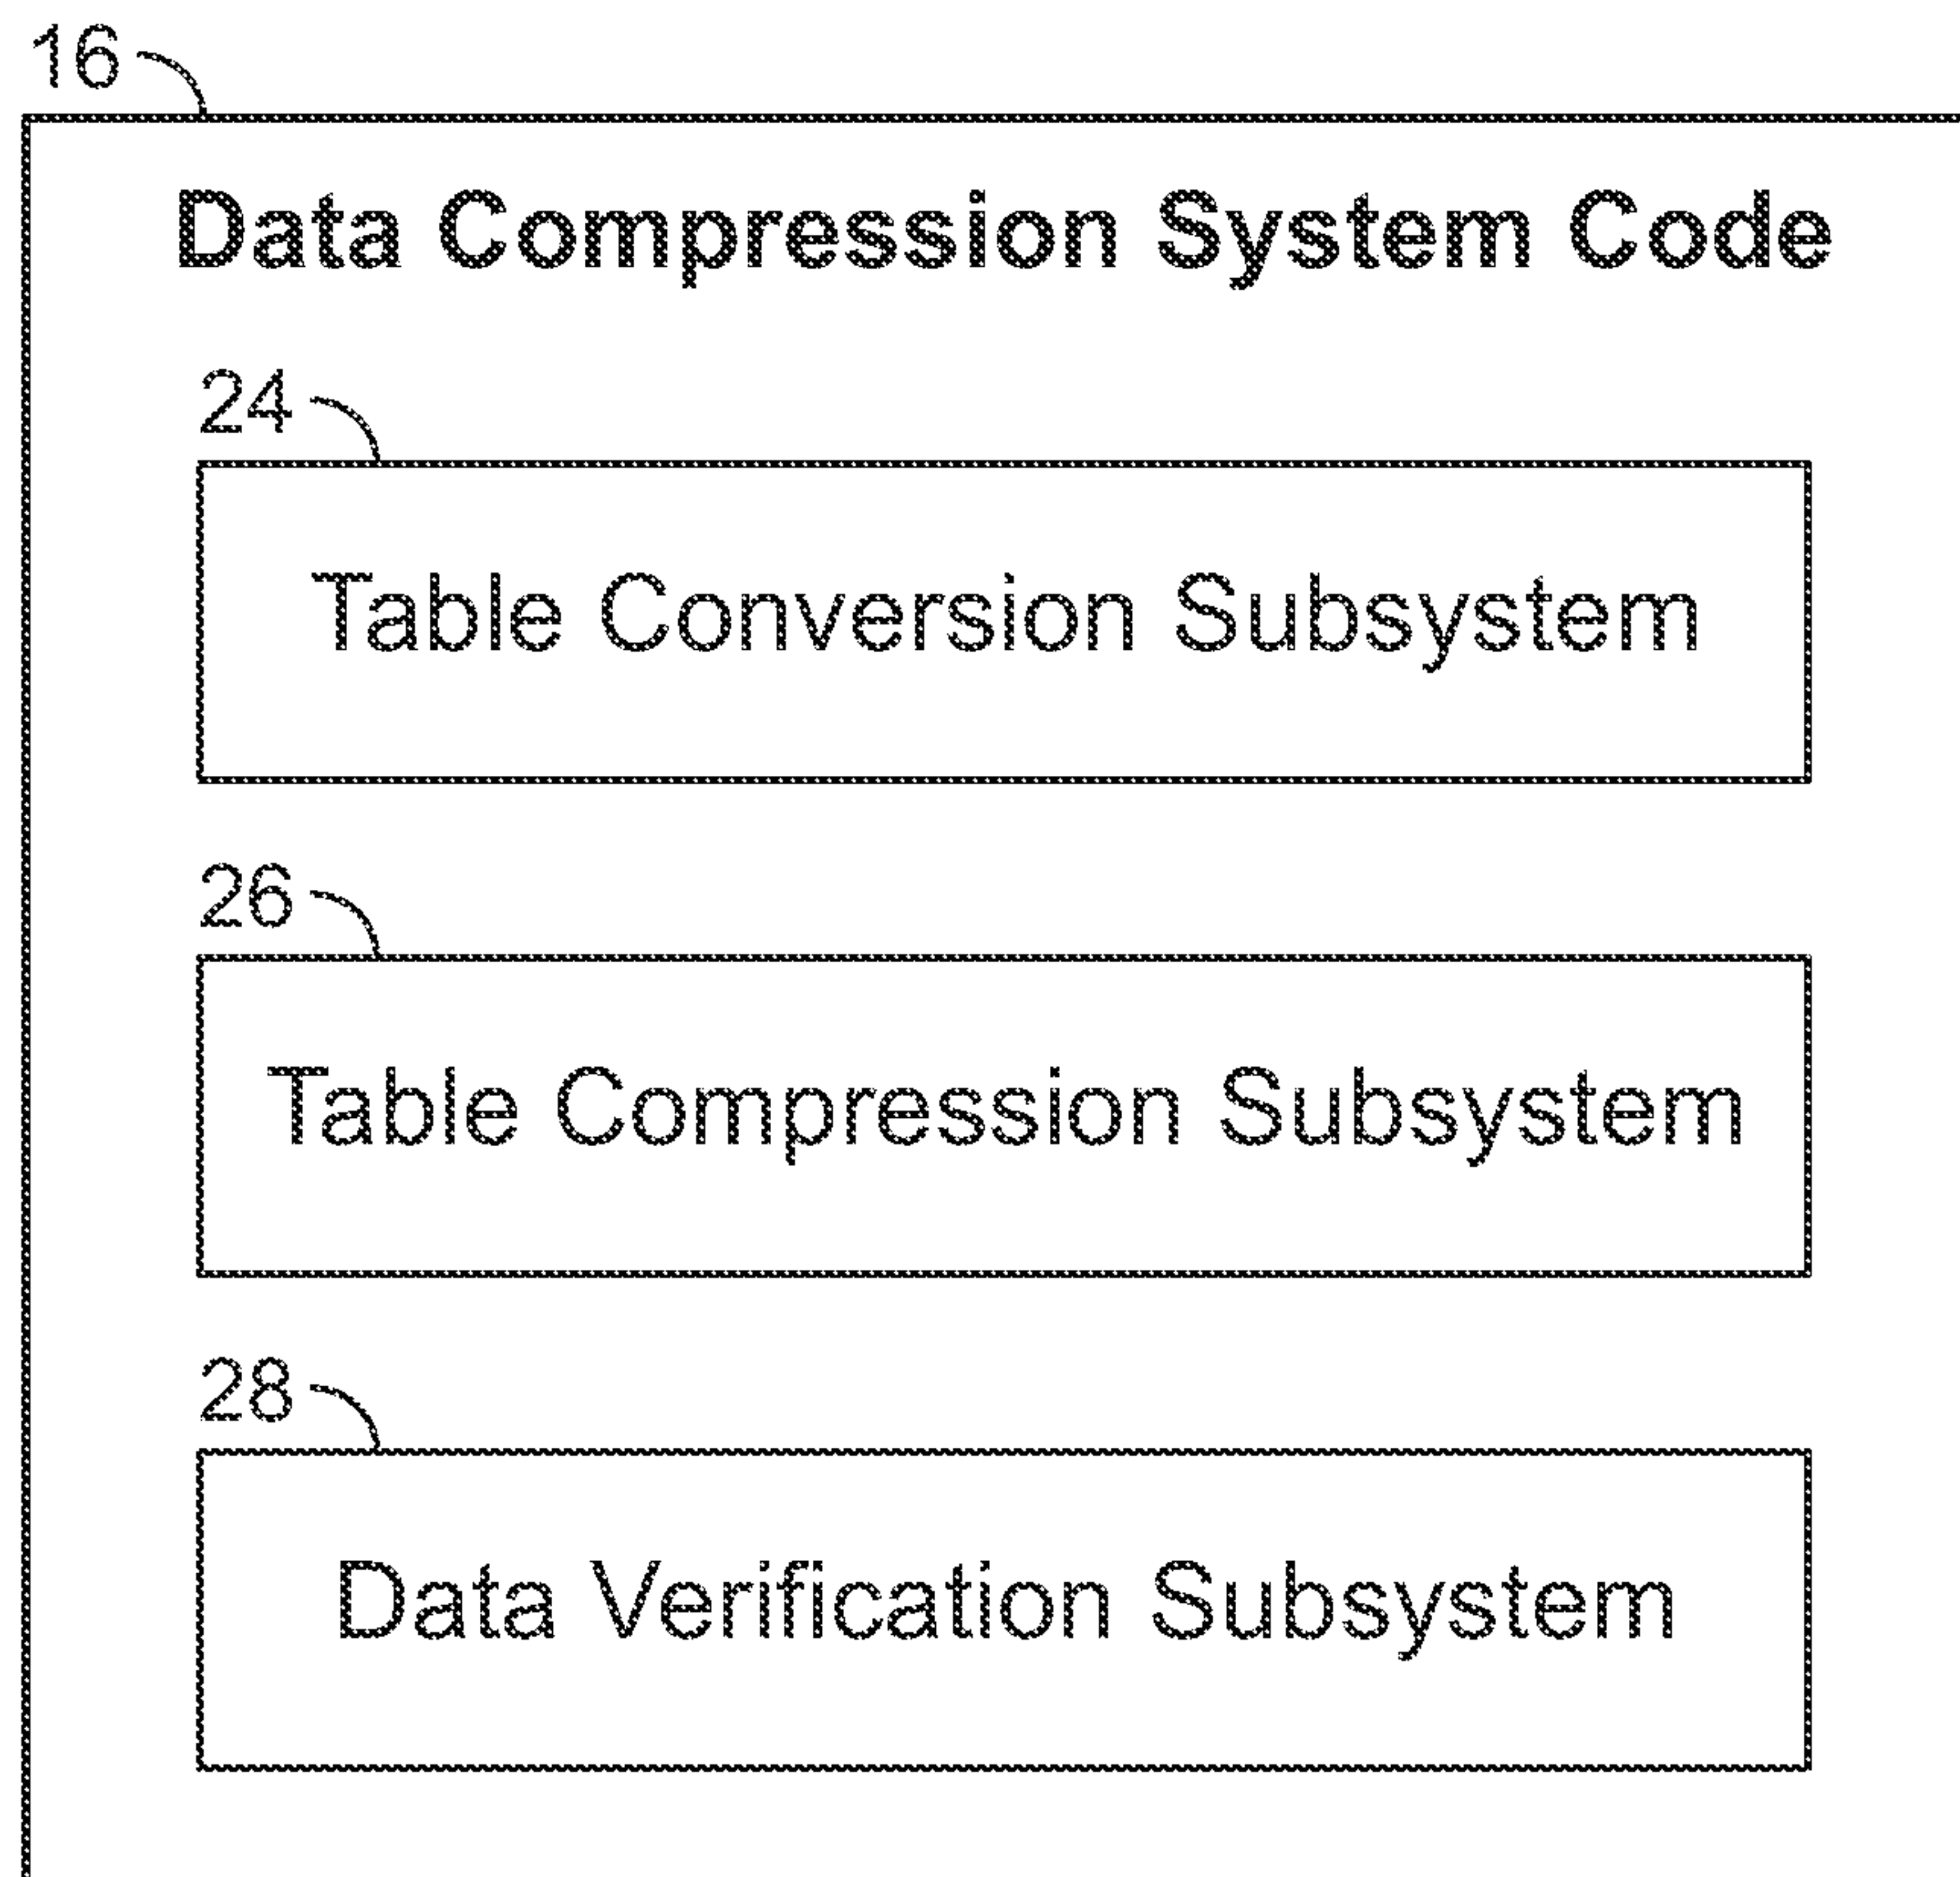 16
Data Compression System Code
24
Table Conversion Subsystem
26
Table Compression Subsystem
28
Data Verification Subsystem